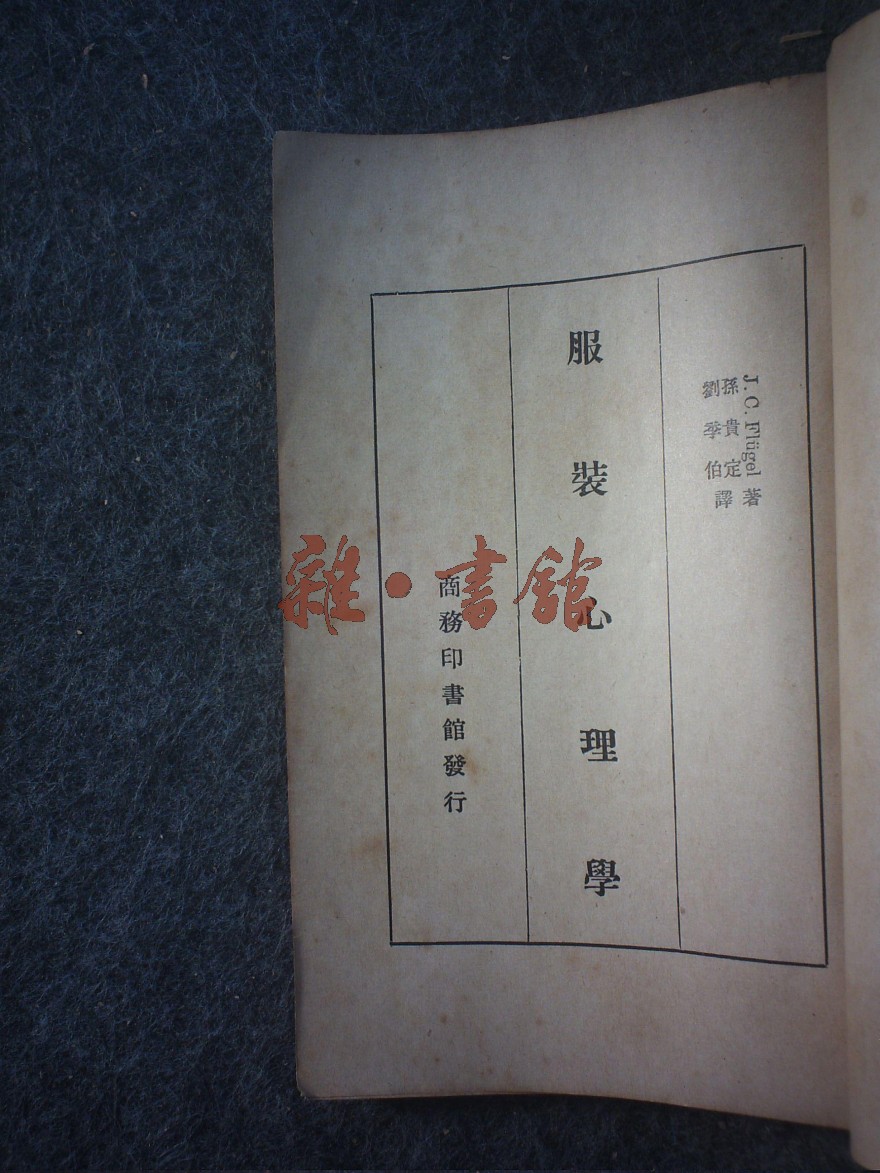 J. C. Flügel 著
孫貴定
劉季伯 譯
服裝心理學
商務印書館發行
雜·書館